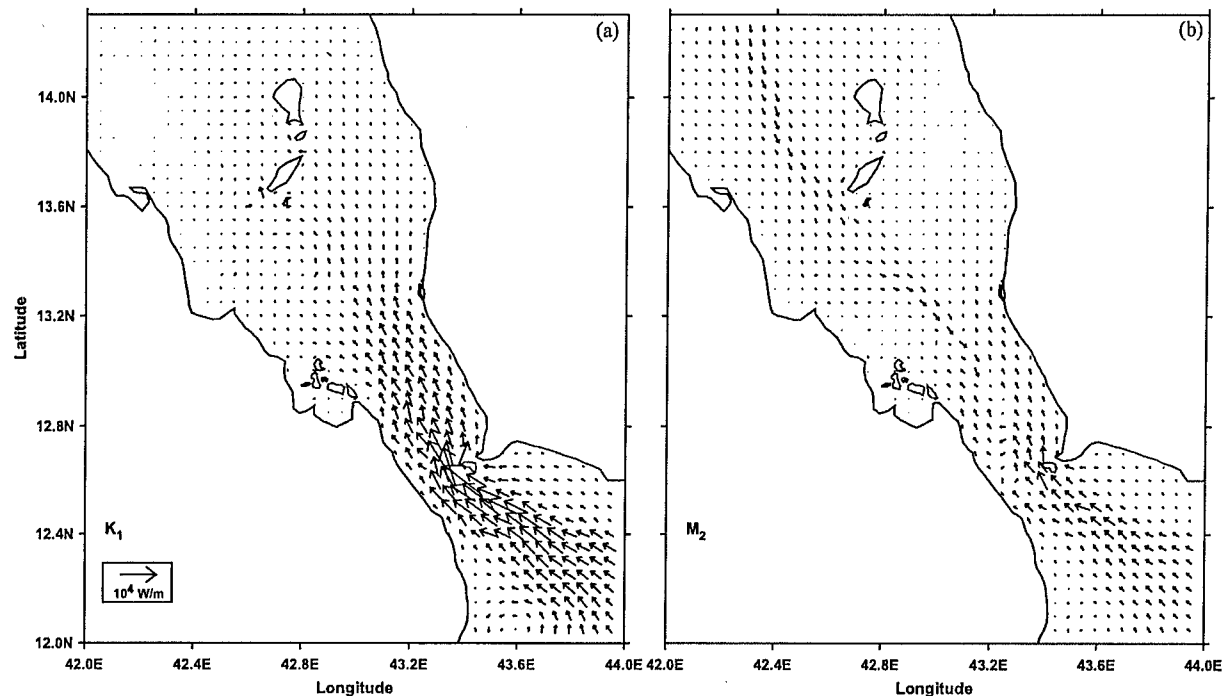 (a)
(b)
14.0N
13.6N
13.2N
12.8N
12.4N
12.0N
Latitude
K₁
10⁴ W/m
M₂
42.0E 42.4E 42.8E 43.2E 43.6E 44.0E
42.0E 42.4E 42.8E 43.2E 43.6E 44.0E
Longitude
Longitude